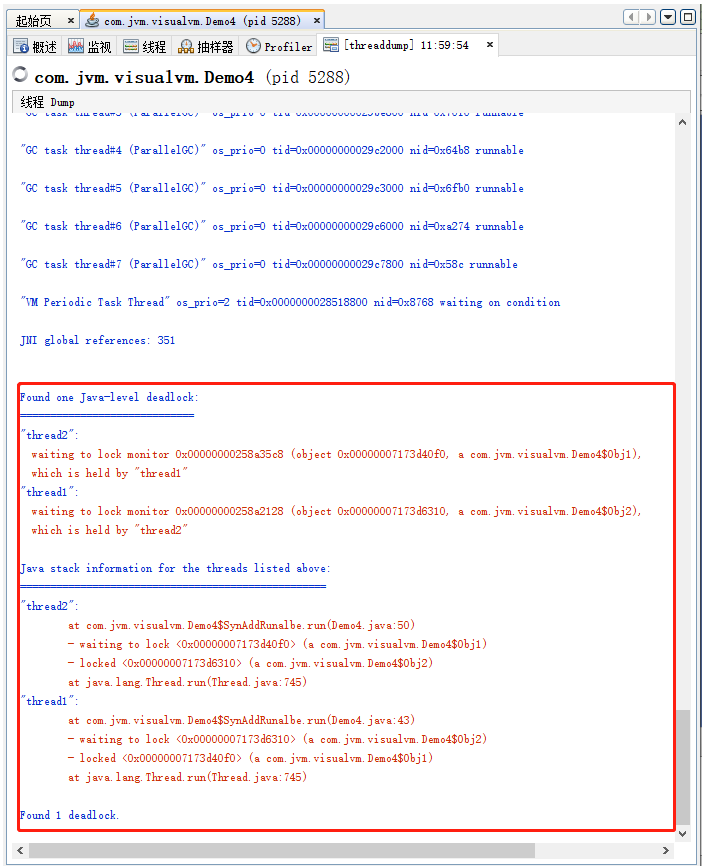 起始页 × com.jvm.visualvm.Demo4 (pid 5288) ×
概述 监视 线程 抽样器 Profiler [threaddump] 11:59:54 ×
com.jvm.visualvm.Demo4 (pid 5288)
线程 Dump
"GC task thread#4 (ParallelGC)" os_prio=0 tid=0x00000000029c2000 nid=0x64b8 runnable
"GC task thread#5 (ParallelGC)" os_prio=0 tid=0x00000000029c3000 nid=0x6fb0 runnable
"GC task thread#6 (ParallelGC)" os_prio=0 tid=0x00000000029c6000 nid=0xa274 runnable
"GC task thread#7 (ParallelGC)" os_prio=0 tid=0x00000000029c7800 nid=0x58c runnable
"VM Periodic Task Thread" os_prio=2 tid=0x0000000028518800 nid=0x8768 waiting on condition
JNI global references: 351
Found one Java-level deadlock:
=============================
"thread2":
waiting to lock monitor 0x00000000258a35c8 (object 0x00000007173d40f0, a com.jvm.visualvm.Demo4$Obj1),
which is held by "thread1"
"thread1":
waiting to lock monitor 0x00000000258a2128 (object 0x00000007173d6310, a com.jvm.visualvm.Demo4$Obj2),
which is held by "thread2"
Java stack information for the threads listed above:
===================================================
"thread2":
at com.jvm.visualvm.Demo4$SynAddRunalbe.run(Demo4.java:50)
- waiting to lock <0x00000007173d40f0> (a com.jvm.visualvm.Demo4$Obj1)
- locked <0x00000007173d6310> (a com.jvm.visualvm.Demo4$Obj2)
at java.lang.Thread.run(Thread.java:745)
"thread1":
at com.jvm.visualvm.Demo4$SynAddRunalbe.run(Demo4.java:43)
- waiting to lock <0x00000007173d6310> (a com.jvm.visualvm.Demo4$Obj2)
- locked <0x00000007173d40f0> (a com.jvm.visualvm.Demo4$Obj1)
at java.lang.Thread.run(Thread.java:745)
Found 1 deadlock.